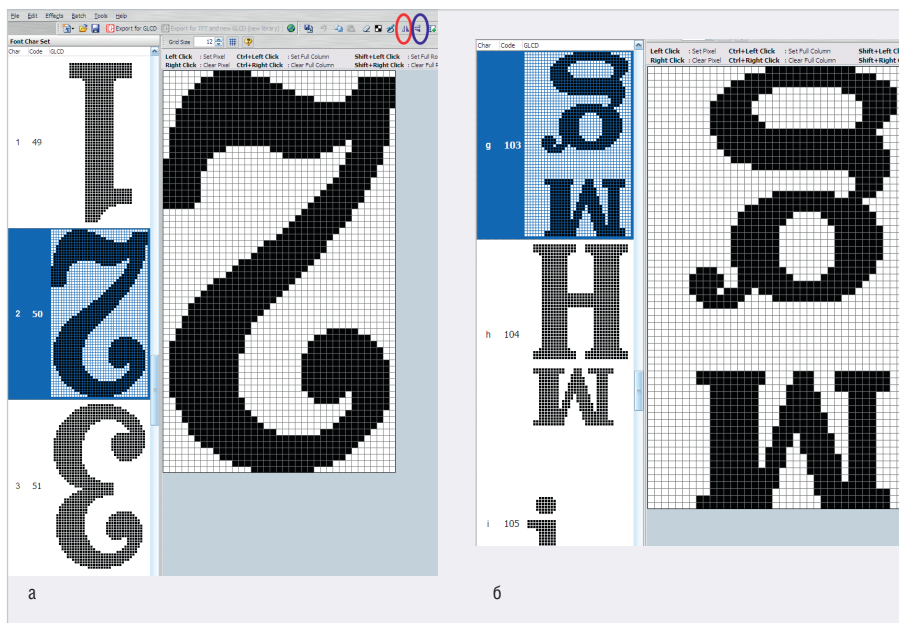 File Edit Effects Batch Tools Help
Export for GLCD Export for TFT and new GLCD (new library)
Font Char Set
Grid Size 12
Char Code GLCD
Left Click : Set Pixel Ctrl+Left Click : Set Full Column Shift+Left Click : Set Full Ro
Right Click : Clear Pixel Ctrl+Right Click : Clear Full Column Shift+Right Click : Clear Full R
1 49
2 50
3 51
а
Char Code GLCD
Left Click : Set Pixel Ctrl+Left Click : Set Full Column Shift+Left C
Right Click : Clear Pixel Ctrl+Right Click : Clear Full Column Shift+Right C
g 103
h 104
i 105
б